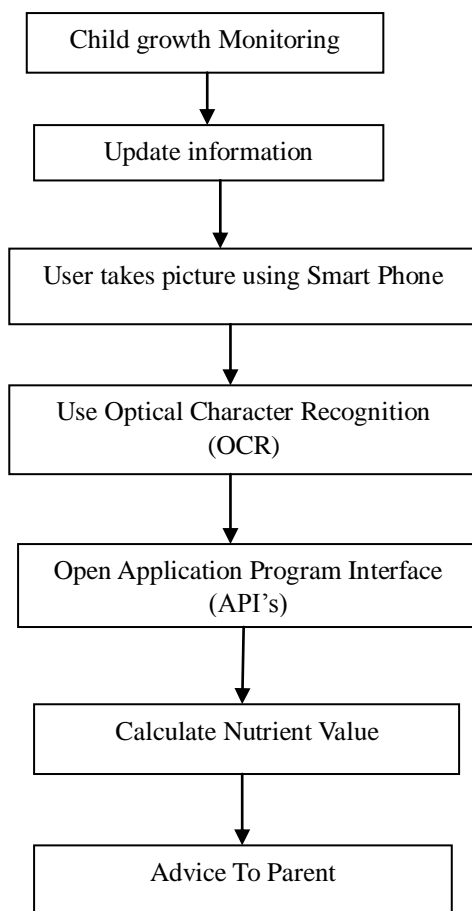 Child growth Monitoring
Update information
User takes picture using Smart Phone
Use Optical Character Recognition
(OCR)
Open Application Program Interface
(API’s)
Calculate Nutrient Value
Advice To Parent